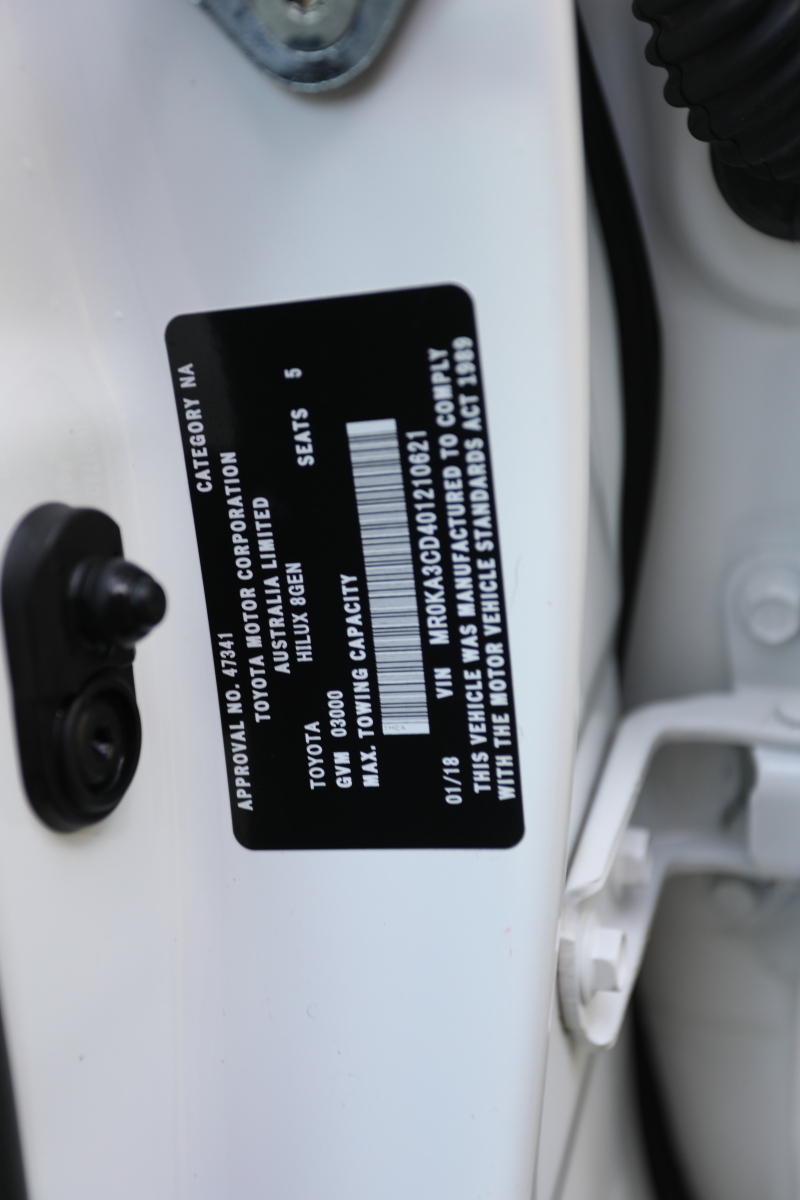 APPROVAL NO. 47341 CATEGORY NA
TOYOTA MOTOR CORPORATION
AUSTRALIA LIMITED
TOYOTA HILUX 8GEN
GVM 03000 SEATS 5
MAX. TOWING CAPACITY
01/18 VIN MR0KA3CD401210621
THIS VEHICLE WAS MANUFACTURED TO COMPLY
WITH THE MOTOR VEHICLE STANDARDS ACT 1989